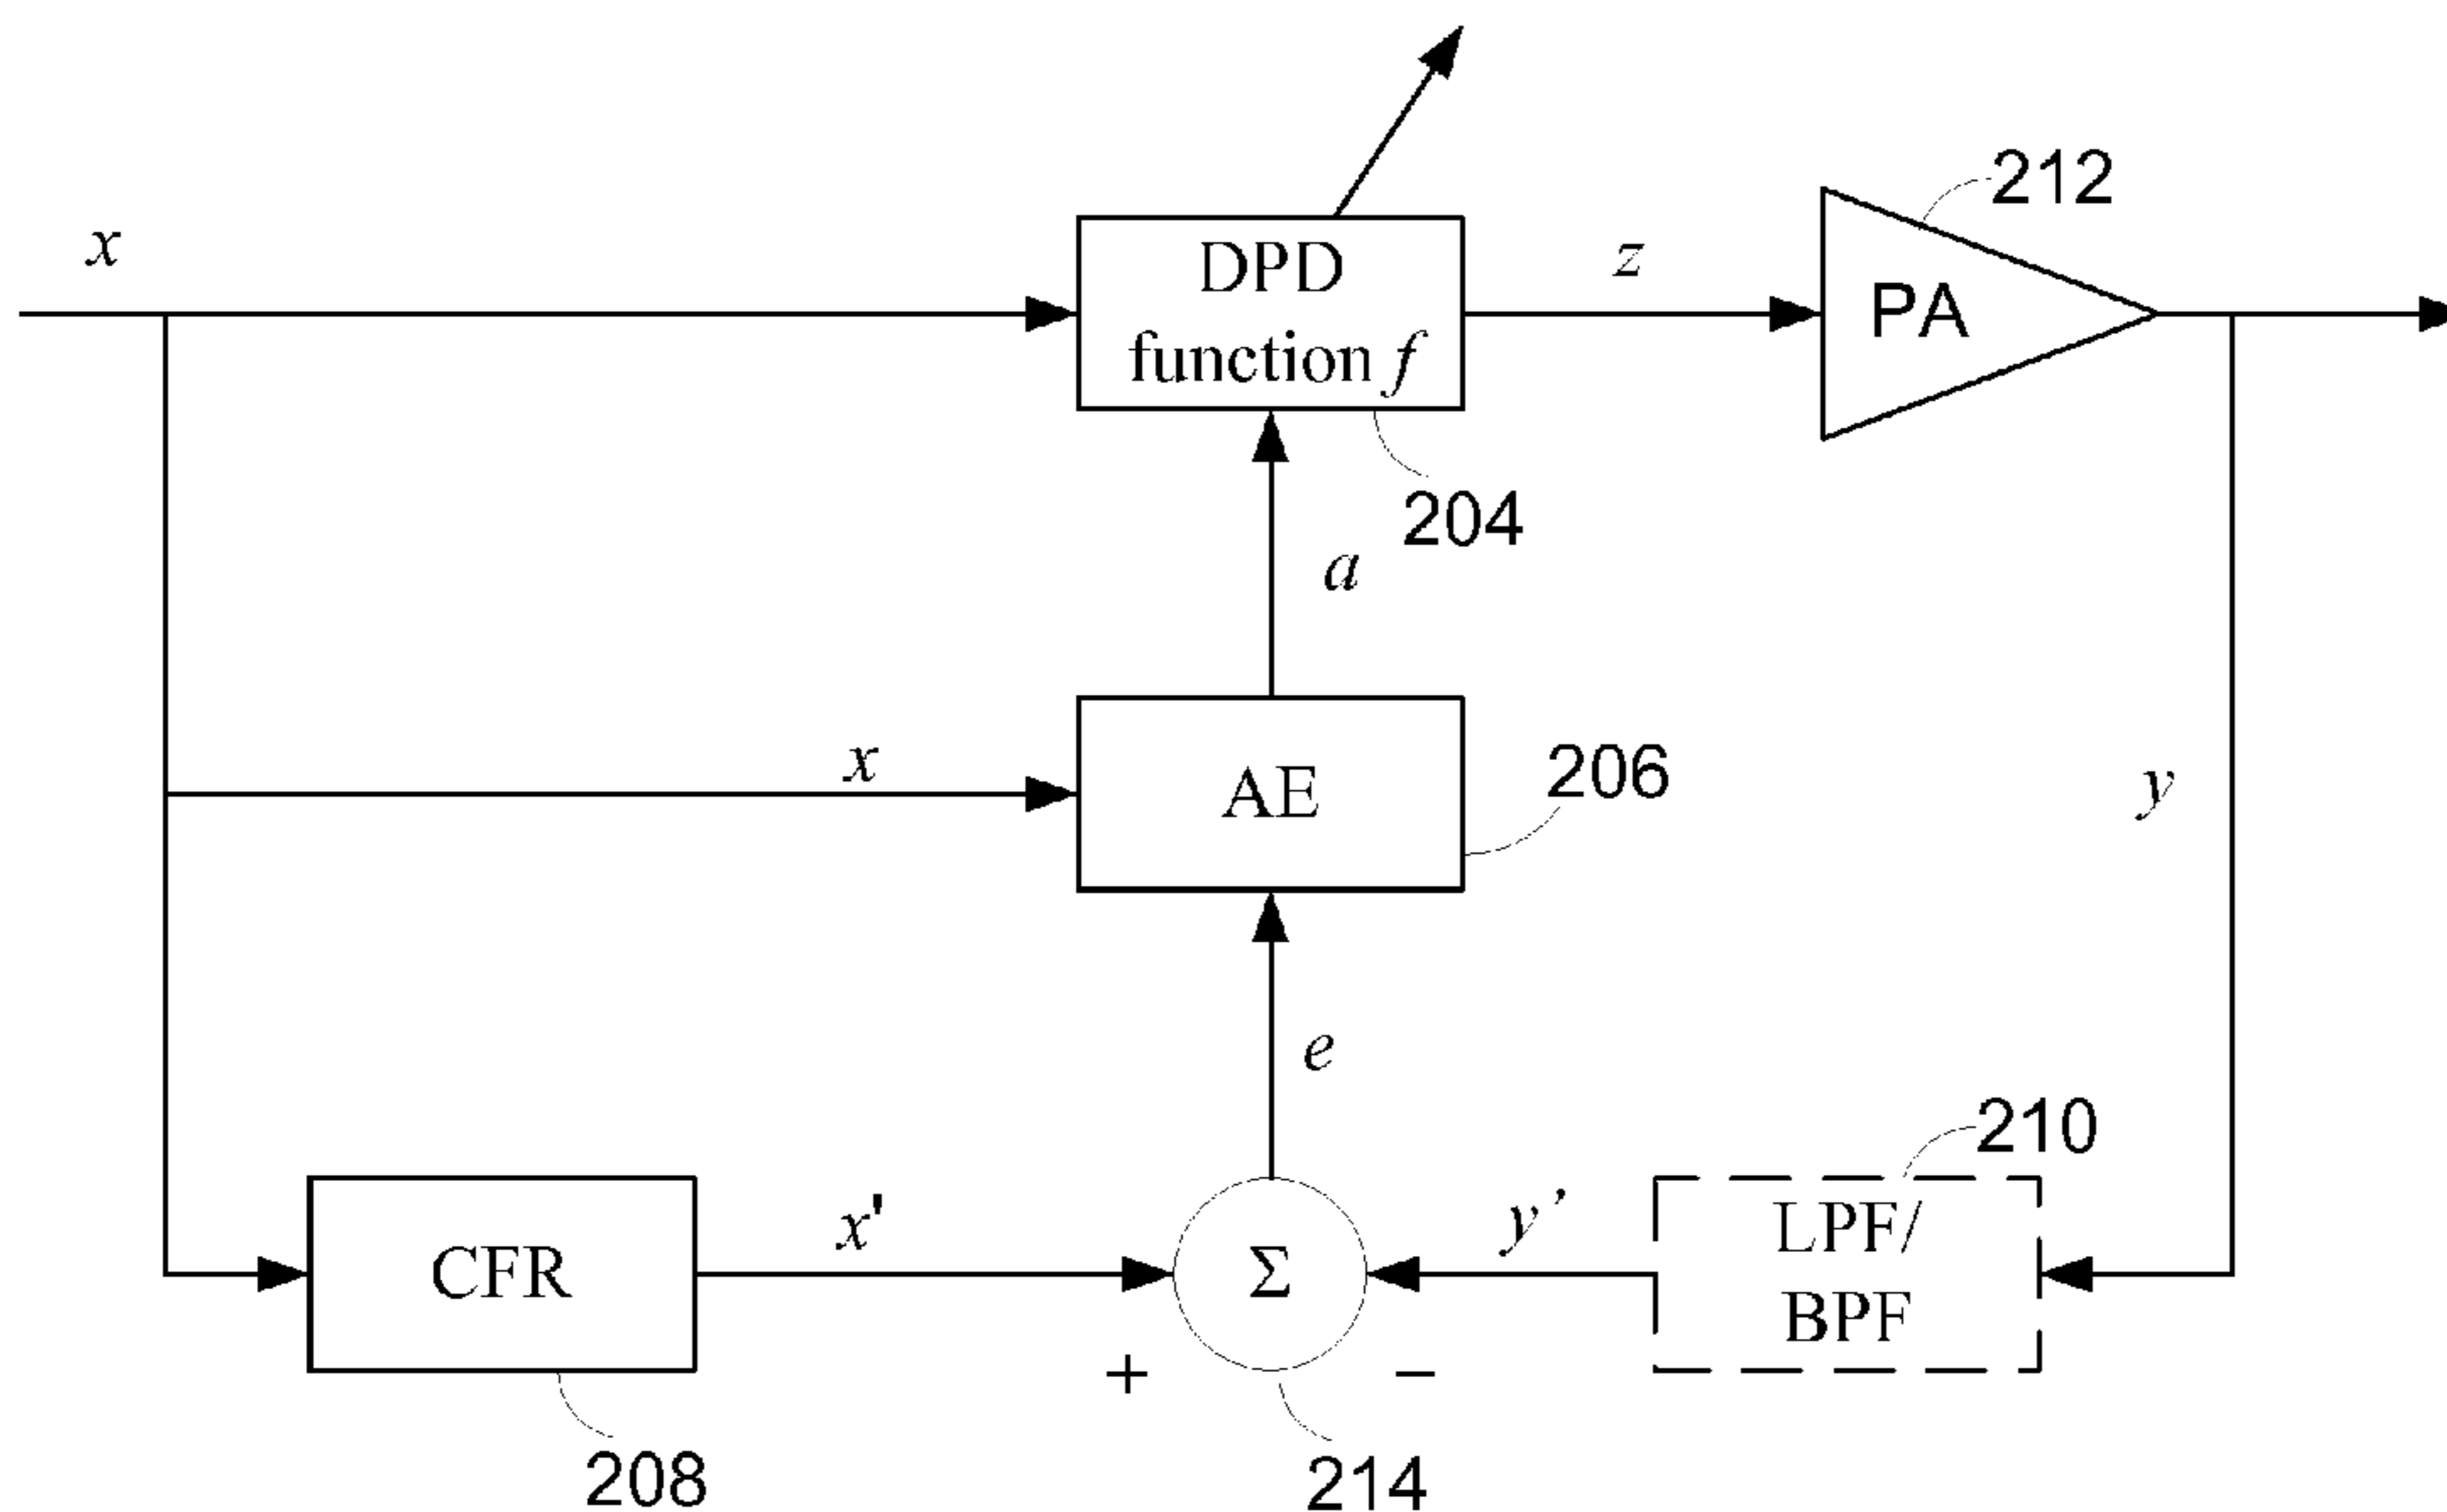 x
DPD
function f
z
PA
212
204
a
x
AE
206
y
e
CFR
x'
Σ
y’
LPF/
BPF
210
+
−
208
214